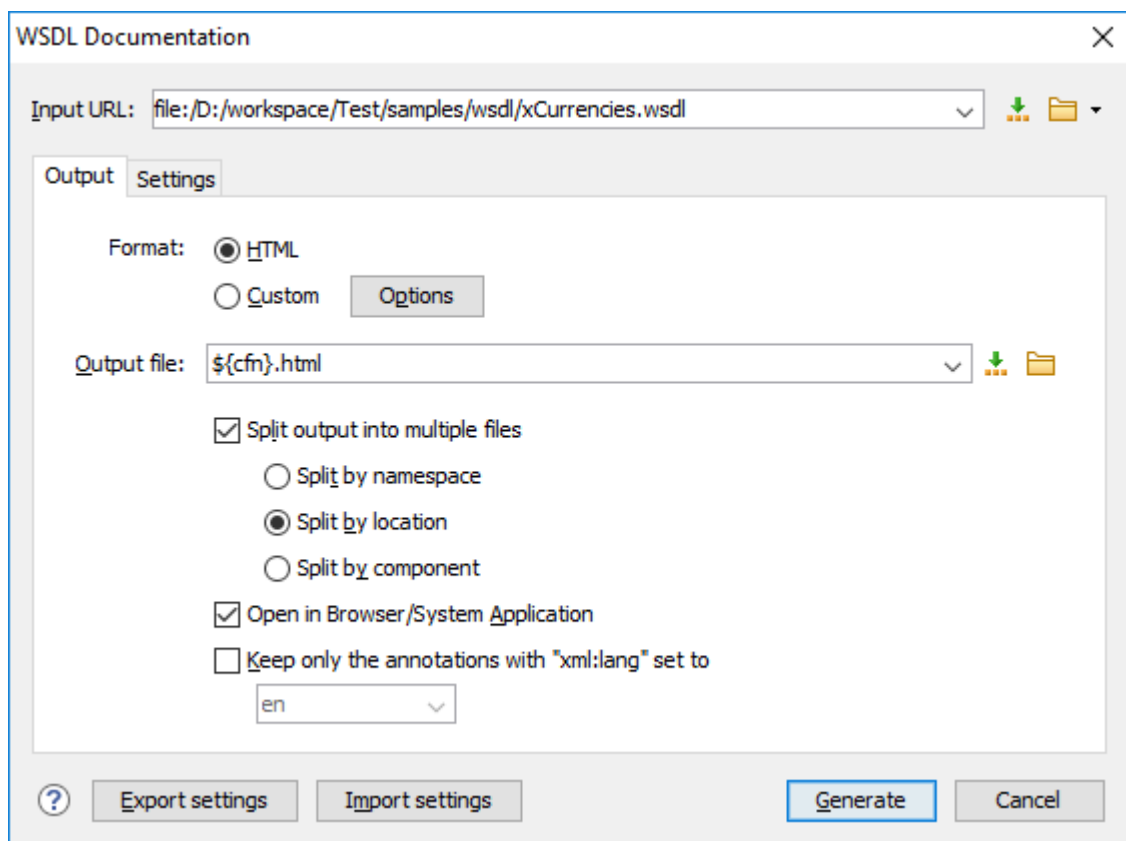 WSDL Documentation
Input URL: file:/D:/workspace/Test/samples/wsdl/xCurrencies.wsdl
Output Settings
Format: HTML
Custom Options
Output file: ${cfn}.html
Split output into multiple files
Split by namespace
Split by location
Split by component
Open in Browser/System Application
Keep only the annotations with "xml:lang" set to
en
? Export settings Import settings Generate Cancel